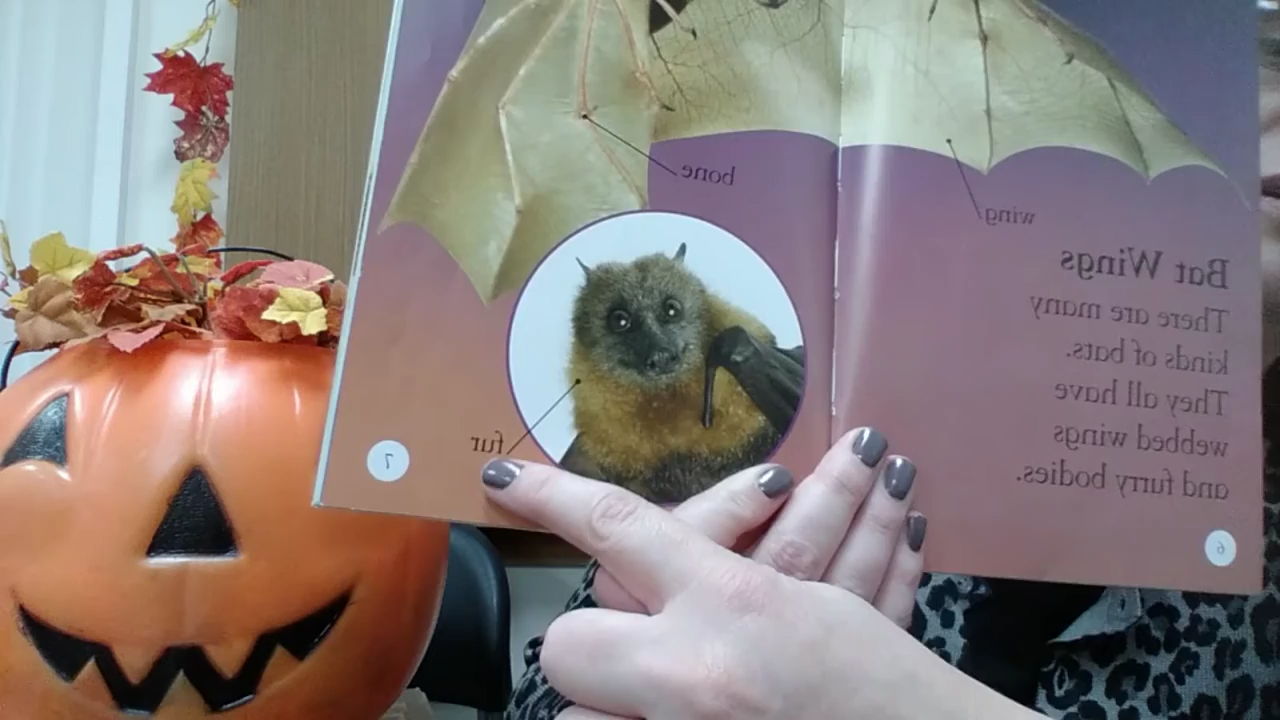 bone
wing
Bat Wings
There are many
kinds of bats.
They all have
webbed wings
and furry bodies.
fur
6
7